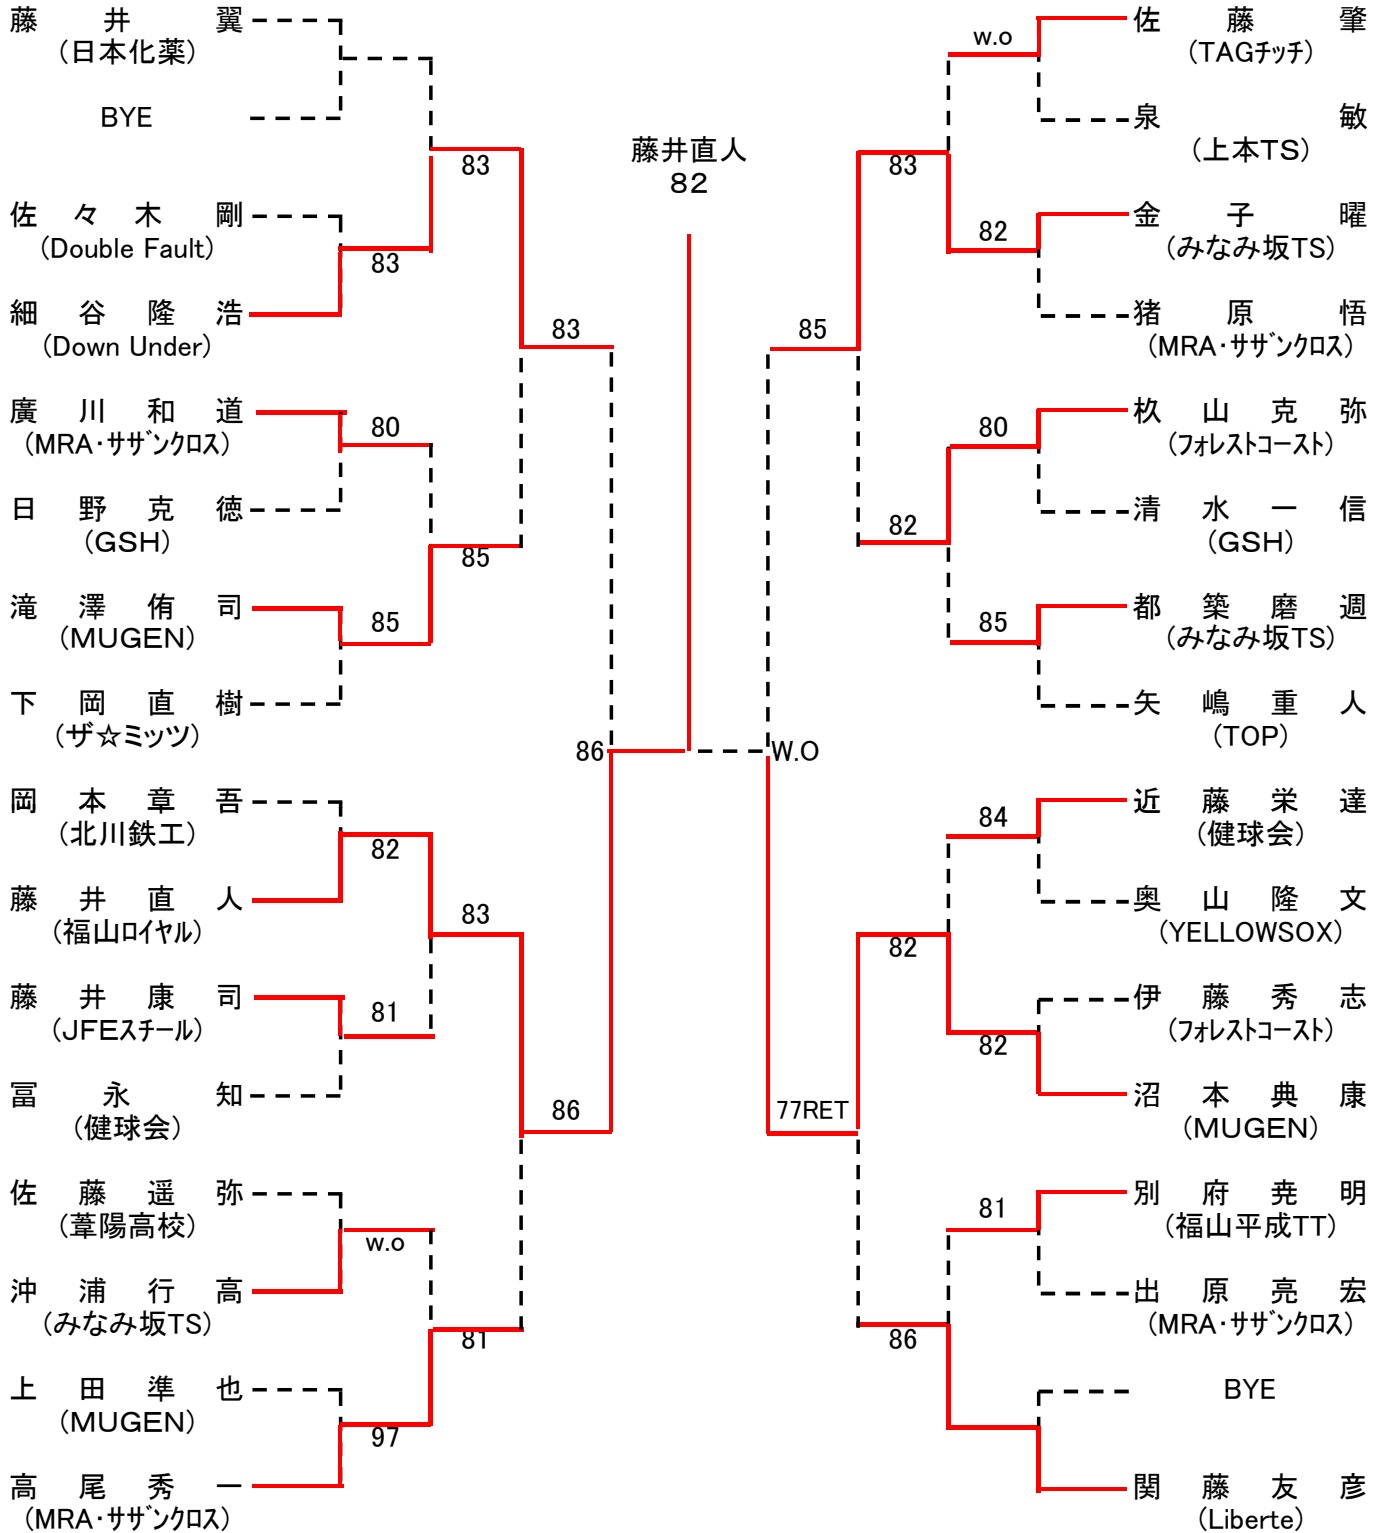 藤井翼
(日本化薬)
BYE
佐々木剛
(Double Fault)
細谷隆浩
(Down Under)
廣川和道
(MRA・サザンクロス)
日野克徳
(GSH)
滝澤侑司
(MUGEN)
下岡直樹
(ザ☆ミッツ)
岡本章吾
(北川鉄工)
藤井直人
(福山ロイヤル)
藤井康司
(JFEスチール)
冨永知
(健球会)
佐藤遥弥
(葦陽高校)
沖浦行高
(みなみ坂TS)
上田準也
(MUGEN)
高尾秀一
(MRA・サザンクロス)
83
80
85
82
81
w.o
97
83
85
83
81
83
86
86
藤井直人
82
W.O
85
77RET
83
82
82
86
w.o
82
80
85
84
82
81
佐藤肇
(TAGチッチ)
泉敏
(上本TS)
金子曜
(みなみ坂TS)
猪原悟
(MRA・サザンクロス)
杁山克弥
(フォレストコースト)
清水一信
(GSH)
都築磨週
(みなみ坂TS)
矢嶋重人
(TOP)
近藤栄達
(健球会)
奥山隆文
(YELLOWSOX)
伊藤秀志
(フォレストコースト)
沼本典康
(MUGEN)
別府尭明
(福山平成TT)
出原亮宏
(MRA・サザンクロス)
BYE
関藤友彦
(Liberte)